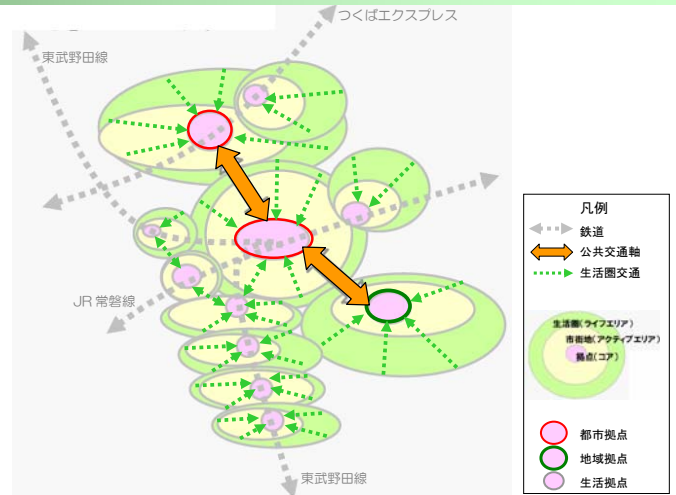 つくばエクスプレス
東武野田線
JR常磐線
東武野田線
凡例
鉄道
公共交通軸
生活圏交通
生活圏(ライフエリア)
市街地(アクティブエリア)
拠点(コア)
都市拠点
地域拠点
生活拠点